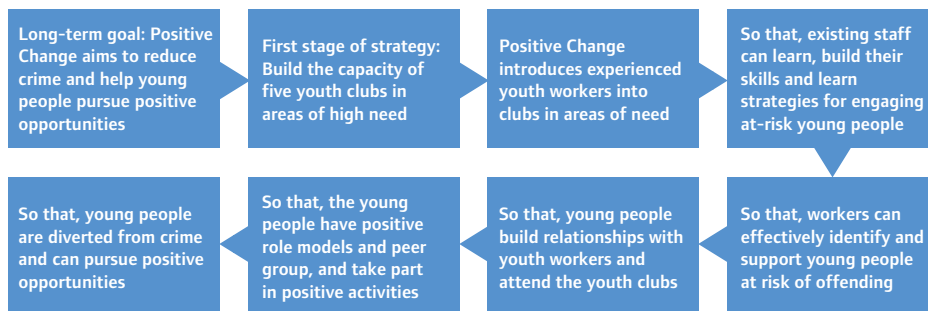 Long-term goal: Positive
Change aims to reduce
crime and help young
people pursue positive
opportunities
First stage of strategy:
Build the capacity of
five youth clubs in
areas of high need
Positive Change
introduces experienced
youth workers into
clubs in areas of need
So that, existing staff
can learn, build their
skills and learn
strategies for engaging
at-risk young people
So that, workers can
effectively identify and
support young people
at risk of offending
So that, young people
build relationships with
youth workers and
attend the youth clubs
So that, the young
people have positive
role models and peer
group, and take part
in positive activities
So that, young people
are diverted from crime
and can pursue positive
opportunities